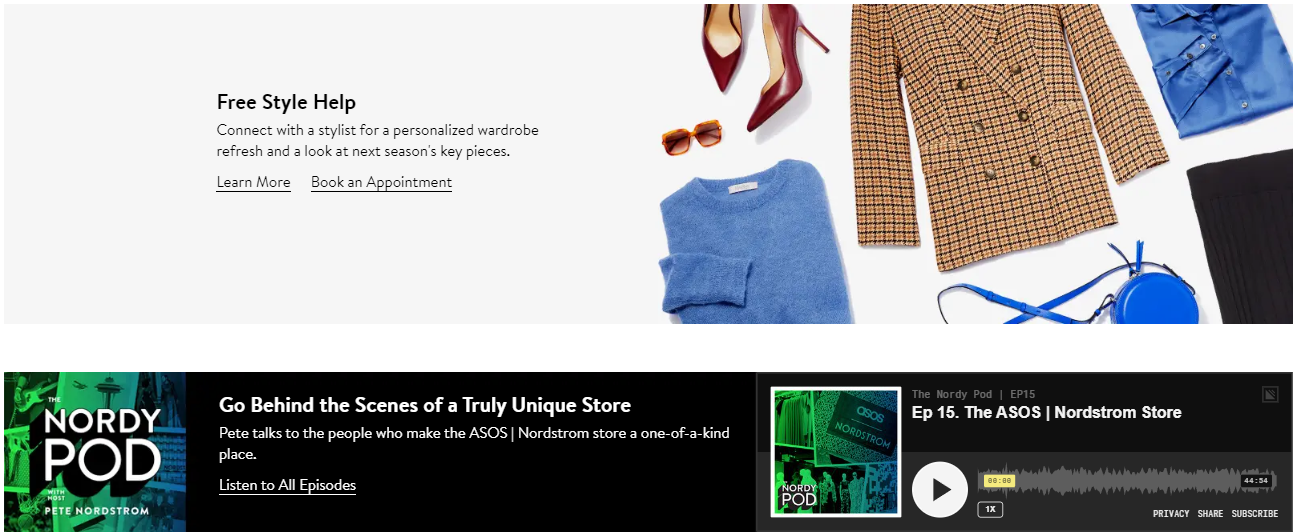 Free Style Help
Connect with a stylist for a personalized wardrobe
refresh and a look at next season's key pieces.
Learn More Book an Appointment
THE
NORDY
POD
WITH
HOST
PETE NORDSTROM
Go Behind the Scenes of a Truly Unique Store
Pete talks to the people who make the ASOS | Nordstrom store a one-of-a-kind
place.
Listen to All Episodes
asos
NORDSTROM
NORDY
POD
The Nordy Pod | EP15
Ep 15. The ASOS | Nordstrom Store
00:00
44:54
1X
PRIVACY SHARE SUBSCRIBE